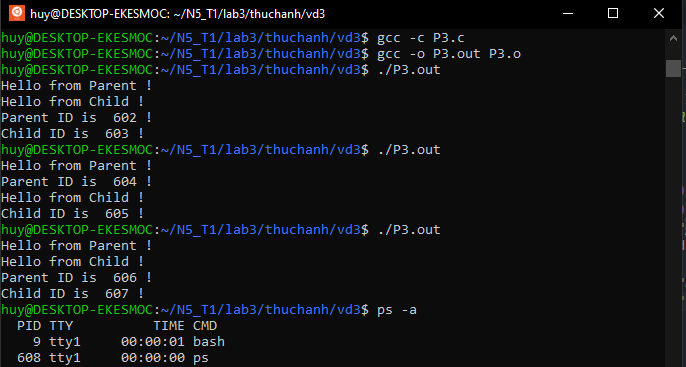 huy@DESKTOP-EKESMOC: ~/N5_T1/lab3/thuchanh/vd3
huy@DESKTOP-EKESMOC:~/N5_T1/lab3/thuchanh/vd3$ gcc -c P3.c
huy@DESKTOP-EKESMOC:~/N5_T1/lab3/thuchanh/vd3$ gcc -o P3.out P3.o
huy@DESKTOP-EKESMOC:~/N5_T1/lab3/thuchanh/vd3$ ./P3.out
Hello from Parent !
Hello from Child !
Parent ID is  602 !
Child ID is  603 !
huy@DESKTOP-EKESMOC:~/N5_T1/lab3/thuchanh/vd3$ ./P3.out
Hello from Parent !
Parent ID is  604 !
Hello from Child !
Child ID is  605 !
huy@DESKTOP-EKESMOC:~/N5_T1/lab3/thuchanh/vd3$ ./P3.out
Hello from Parent !
Hello from Child !
Parent ID is  606 !
Child ID is  607 !
huy@DESKTOP-EKESMOC:~/N5_T1/lab3/thuchanh/vd3$ ps -a
  PID TTY          TIME CMD
    9 tty1     00:00:01 bash
  608 tty1     00:00:00 ps